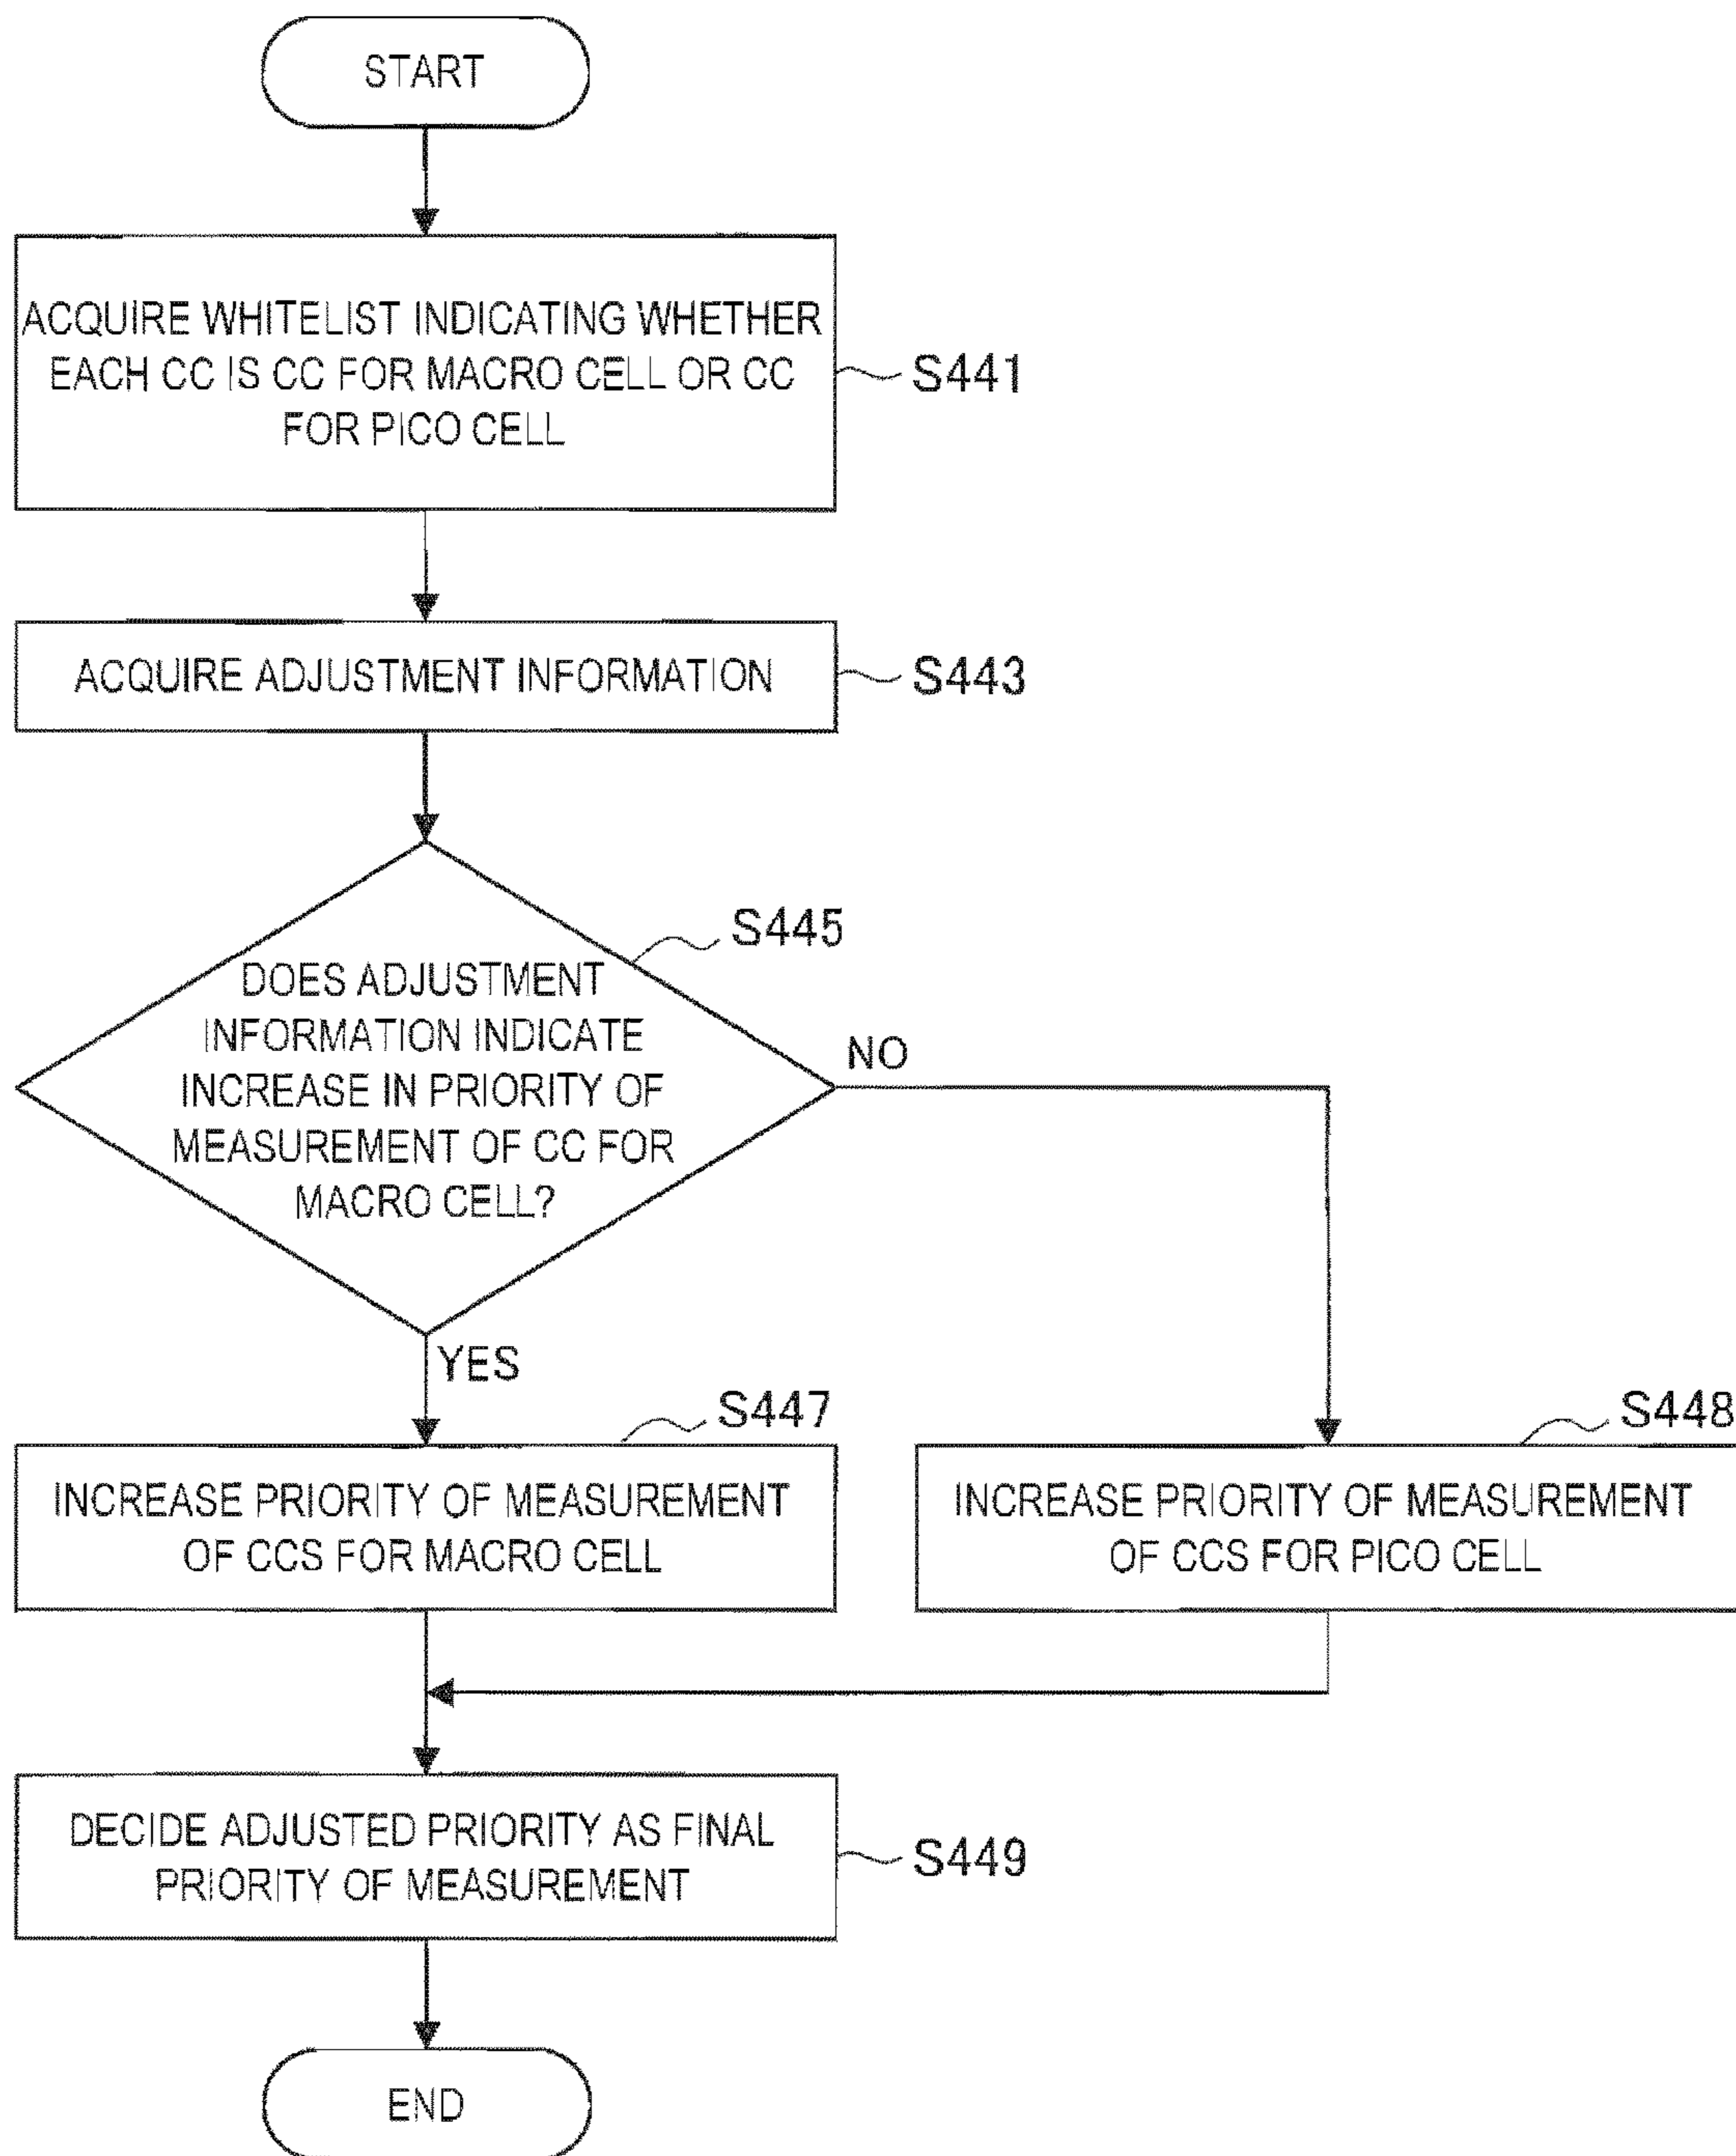 START
ACQUIRE WHITELIST INDICATING WHETHER
EACH CC IS CC FOR MACRO CELL OR CC
FOR PICO CELL
S441
ACQUIRE ADJUSTMENT INFORMATION
S443
S445
DOES ADJUSTMENT
INFORMATION INDICATE
INCREASE IN PRIORITY OF
MEASUREMENT OF CC FOR
MACRO CELL?
NO
YES
S447
INCREASE PRIORITY OF MEASUREMENT
OF CCS FOR MACRO CELL
S448
INCREASE PRIORITY OF MEASUREMENT
OF CCS FOR PICO CELL
DECIDE ADJUSTED PRIORITY AS FINAL
PRIORITY OF MEASUREMENT
S449
END